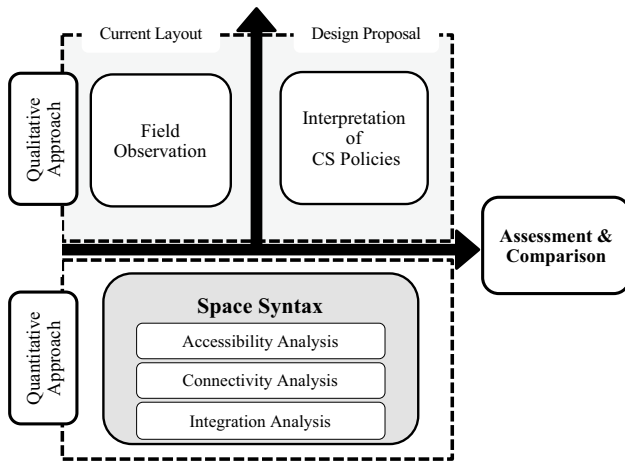 Current Layout
Design Proposal
Qualitative
Approach
Field
Observation
Interpretation
of
CS Policies
Assessment &
Comparison
Quantitative
Approach
Space Syntax
Accessibility Analysis
Connectivity Analysis
Integration Analysis